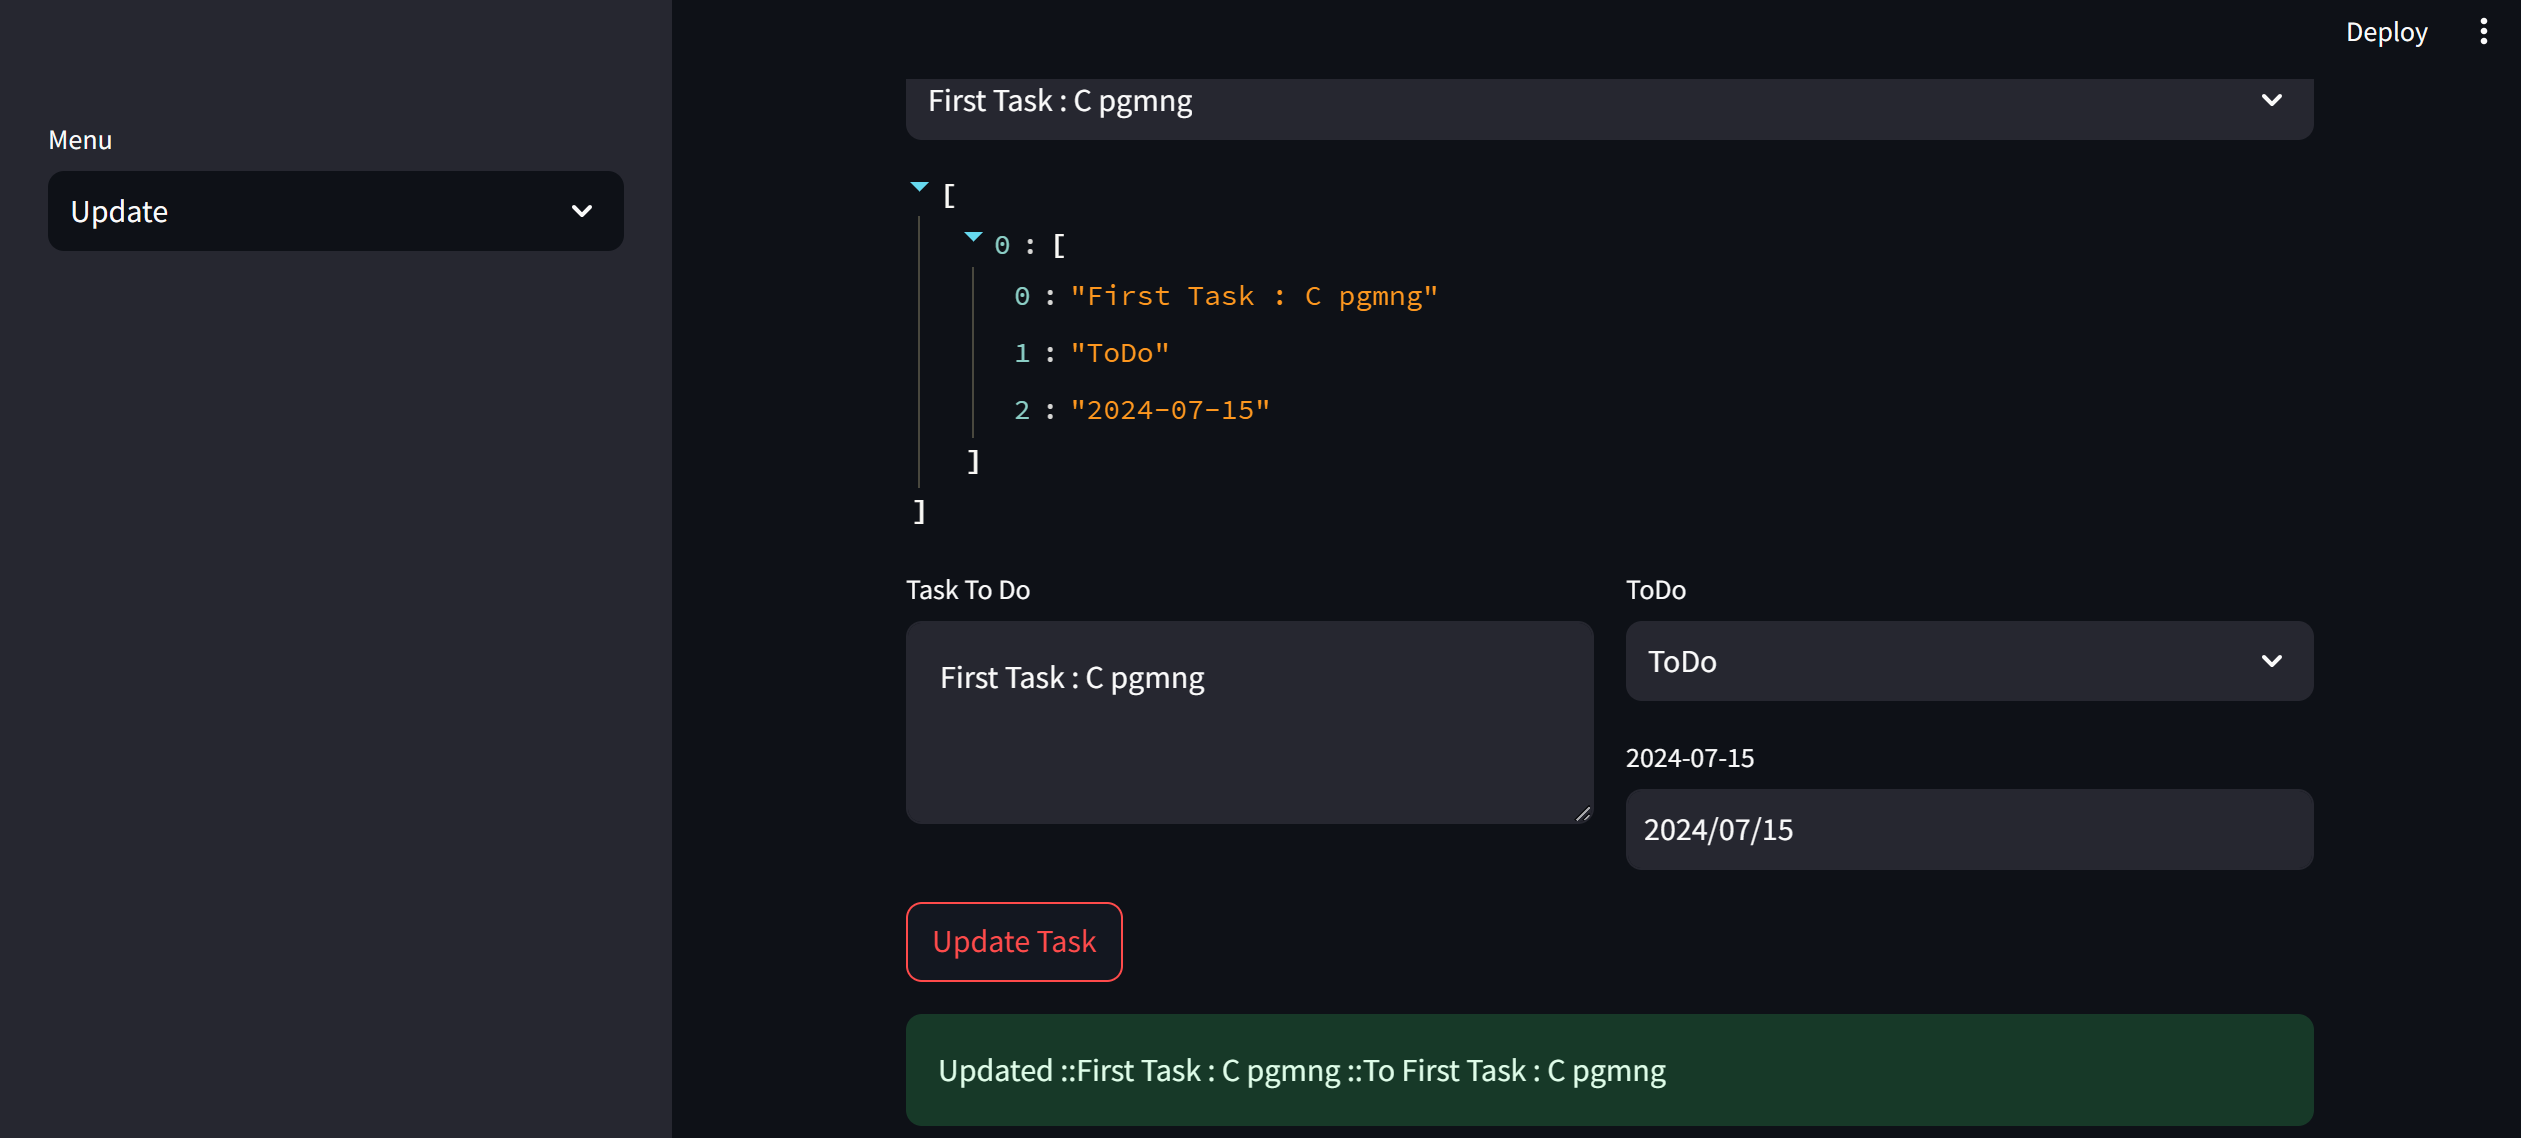 Deploy
Menu
Update
First Task : C pgmng
[
0 : [
0 : "First Task : C pgmng"
1 : "ToDo"
2 : "2024-07-15"
]
]
Task To Do
First Task : C pgmng
ToDo
ToDo
2024-07-15
2024/07/15
Update Task
Updated ::First Task : C pgmng ::To First Task : C pgmng